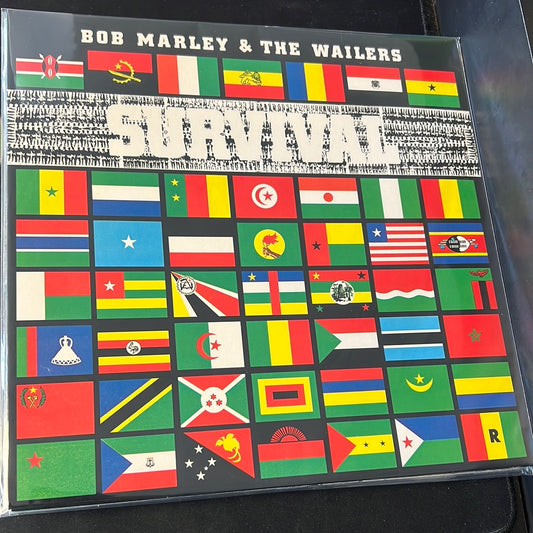 BOB MARLEY & THE WAILERS
SURVIVAL
R